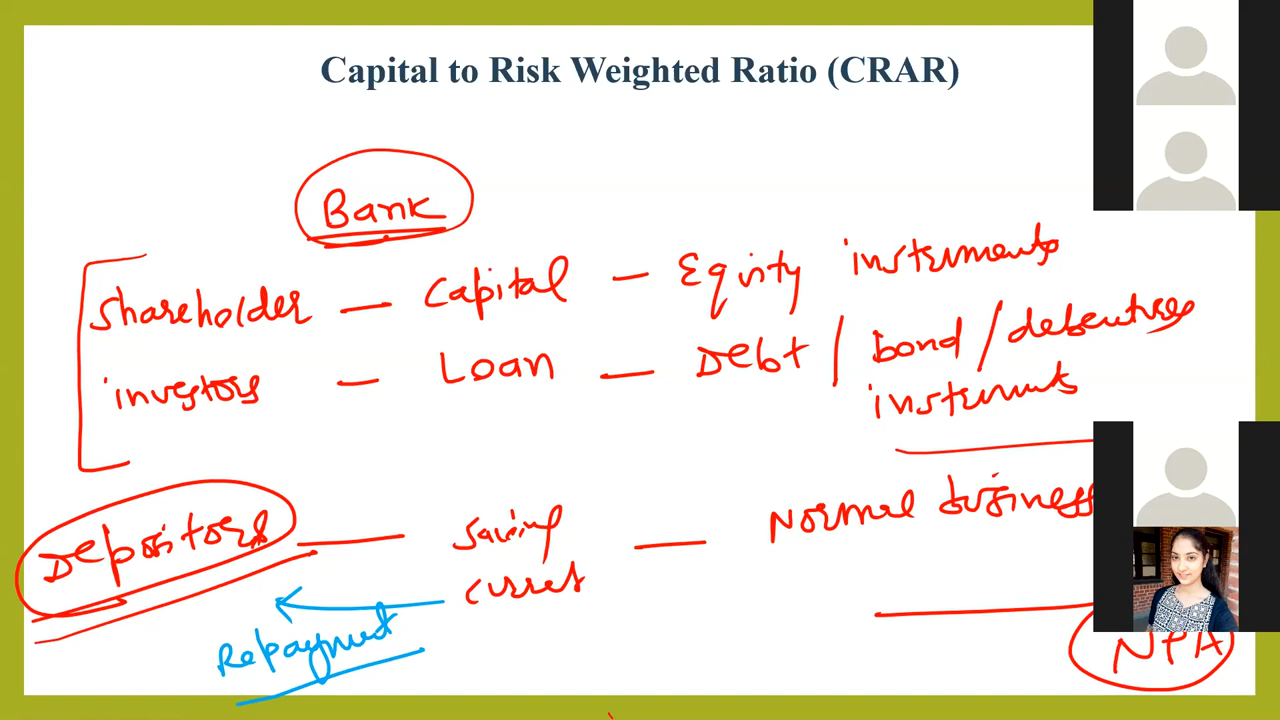 Capital to Risk Weighted Ratio (CRAR)
Bank
Shareholder — Capital — Equity instruments
investors — Loan — Debt / bond / debentures
instruments
Depositors — Saving — Normal business
current
Repayment
NPA